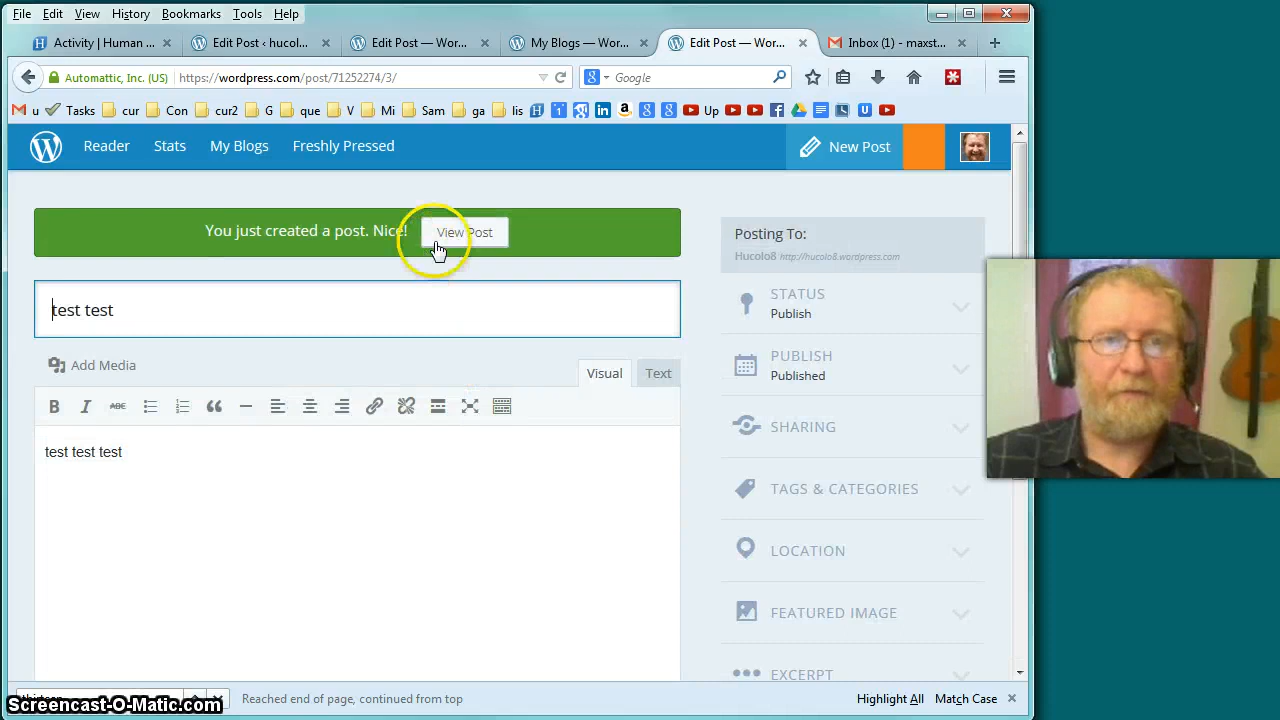 File Edit View History Bookmarks Tools Help
Activity | Human ... Edit Post ‹ hucolo... Edit Post — Wor... My Blogs — Wor... Edit Post — Wor... Inbox (1) - maxst...
Automattic, Inc. (US) https://wordpress.com/post/71252274/3/ Google
u Tasks cur Con cur2 G que V Mi Sam ga lis Up
Reader Stats My Blogs Freshly Pressed New Post
You just created a post. Nice! View Post
Posting To:
Hucolo8 http://hucolo8.wordpress.com
test test
STATUS
Publish
Add Media
Visual Text
PUBLISH
Published
B I ABC
SHARING
test test test
TAGS & CATEGORIES
LOCATION
FEATURED IMAGE
EXCERPT
Reached end of page, continued from top Highlight All Match Case
Screencast-O-Matic.com